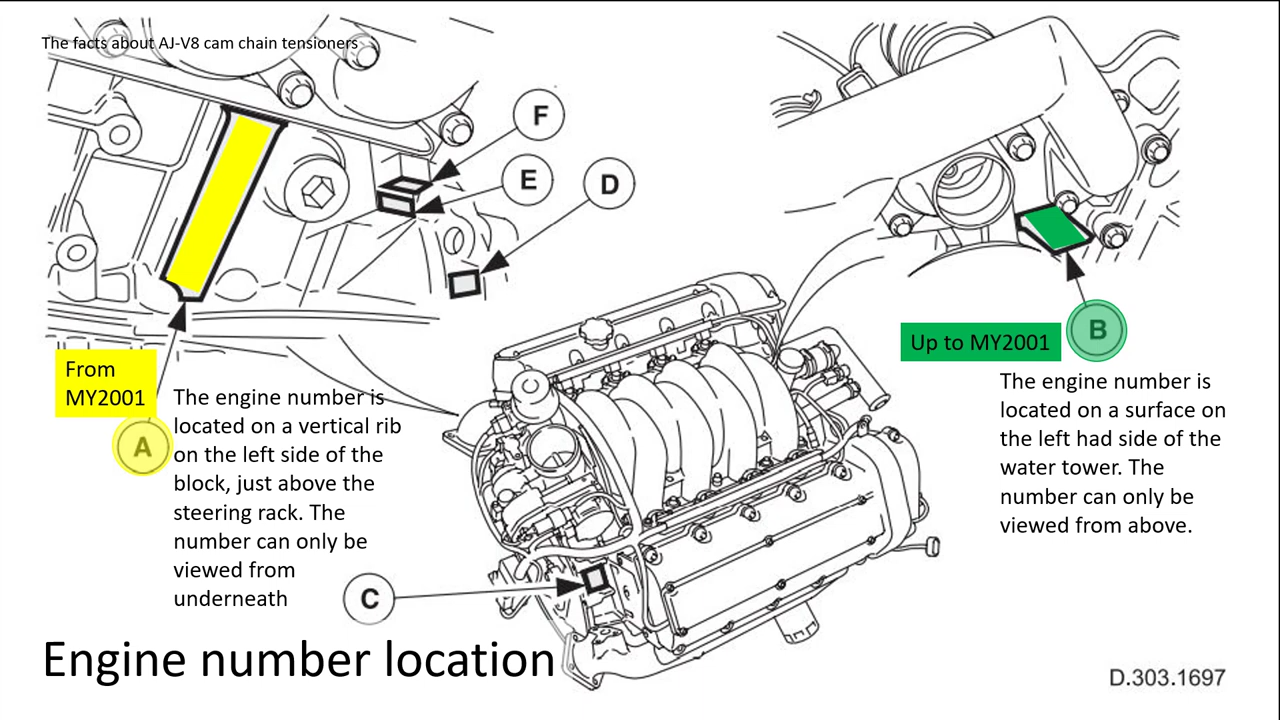 The facts about AJ-V8 cam chain tensioners
F
E
D
B
Up to MY2001
From
MY2001
A
The engine number is
located on a vertical rib
on the left side of the
block, just above the
steering rack. The
number can only be
viewed from
underneath
The engine number is
located on a surface on
the left had side of the
water tower. The
number can only be
viewed from above.
C
Engine number location
D.303.1697